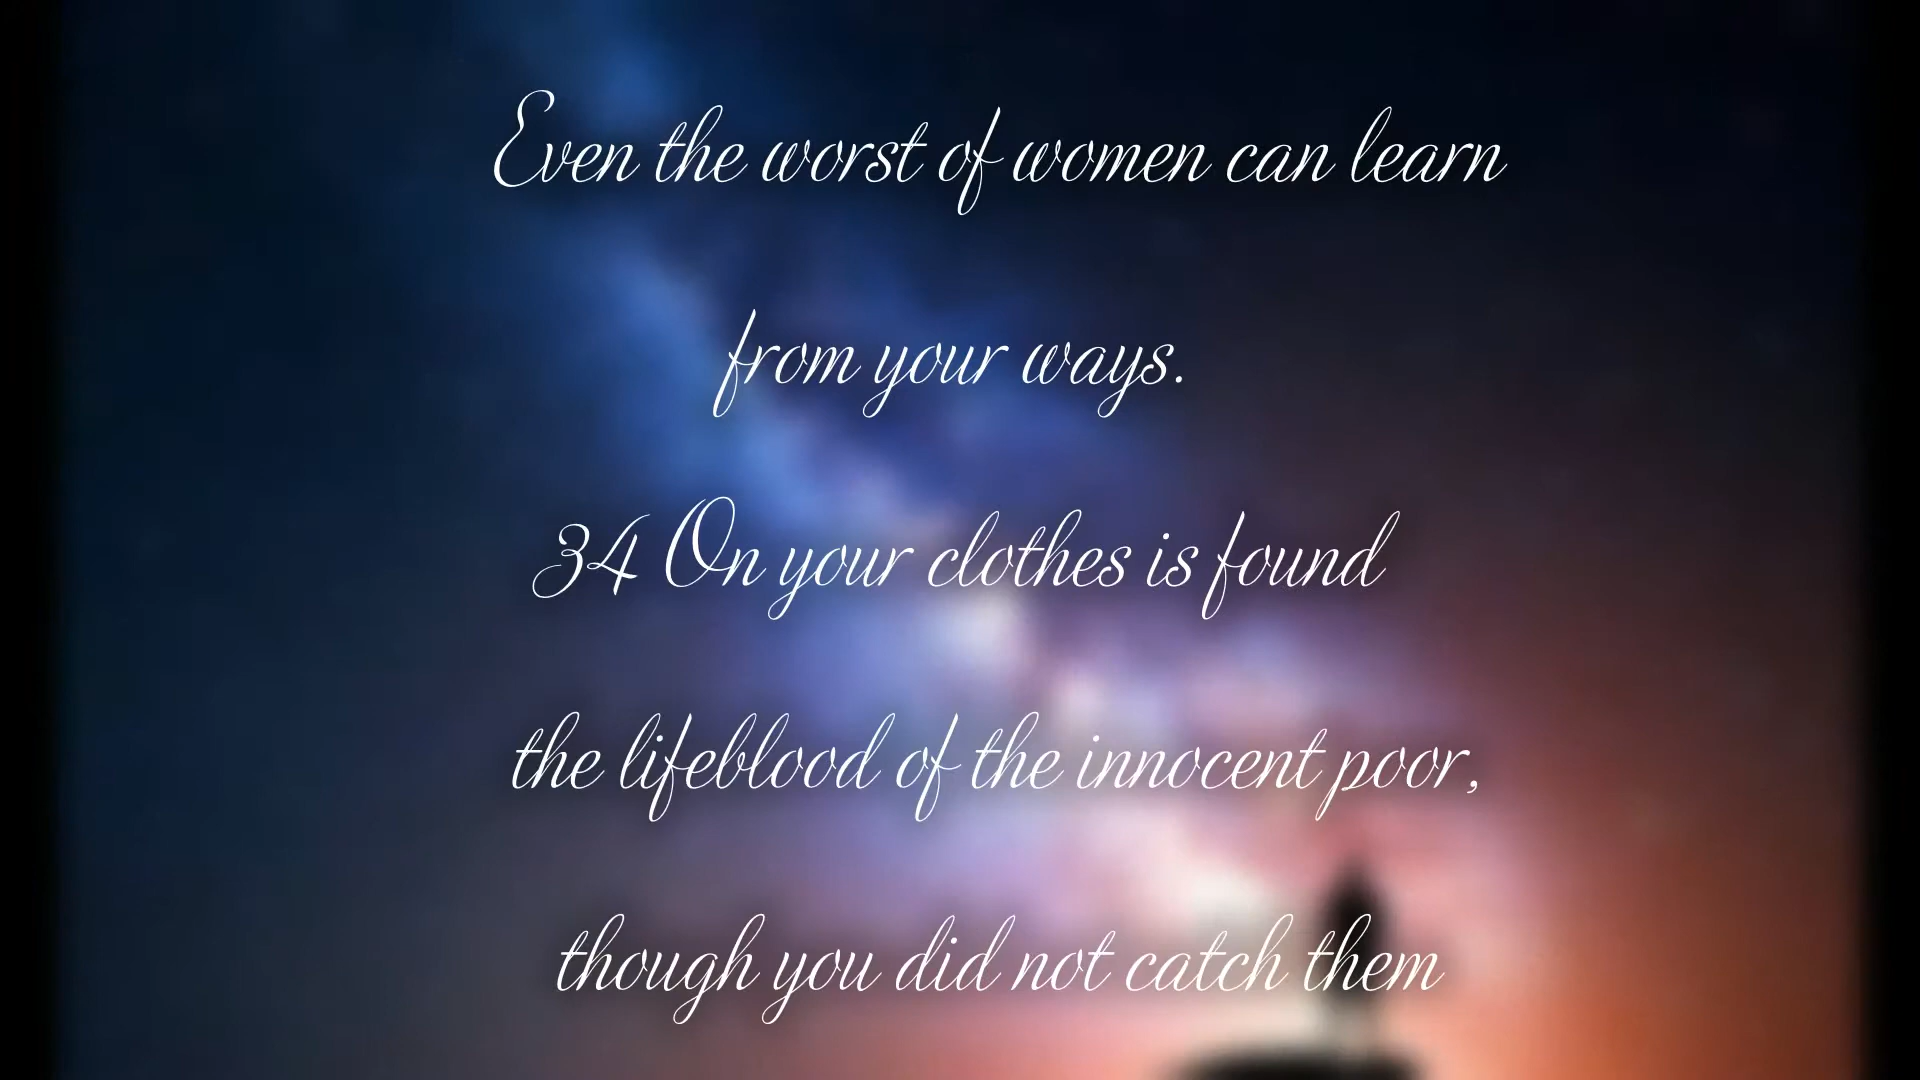 Even the worst of women can learn
from your ways.
34 On your clothes is found
the lifeblood of the innocent poor,
though you did not catch them